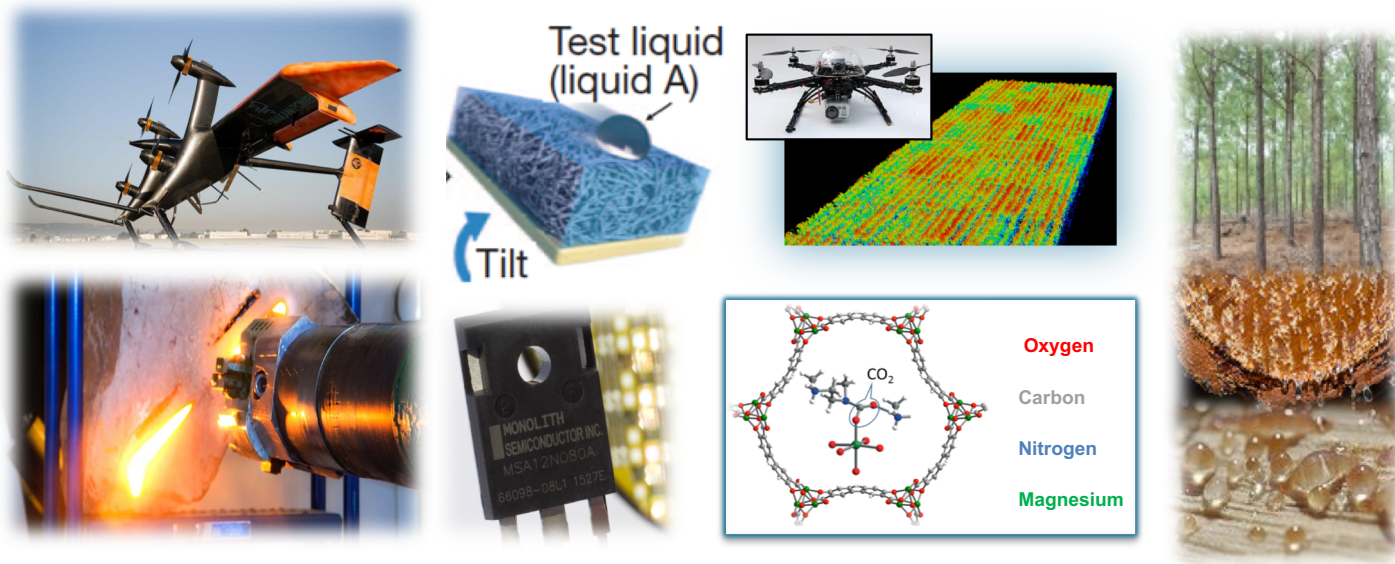 Test liquid
(liquid A)
Tilt
MONOLITH
SEMICONDUCTOR INC.
MSA12N080A
66098-08L1 1527E
CO₂
Oxygen
Carbon
Nitrogen
Magnesium